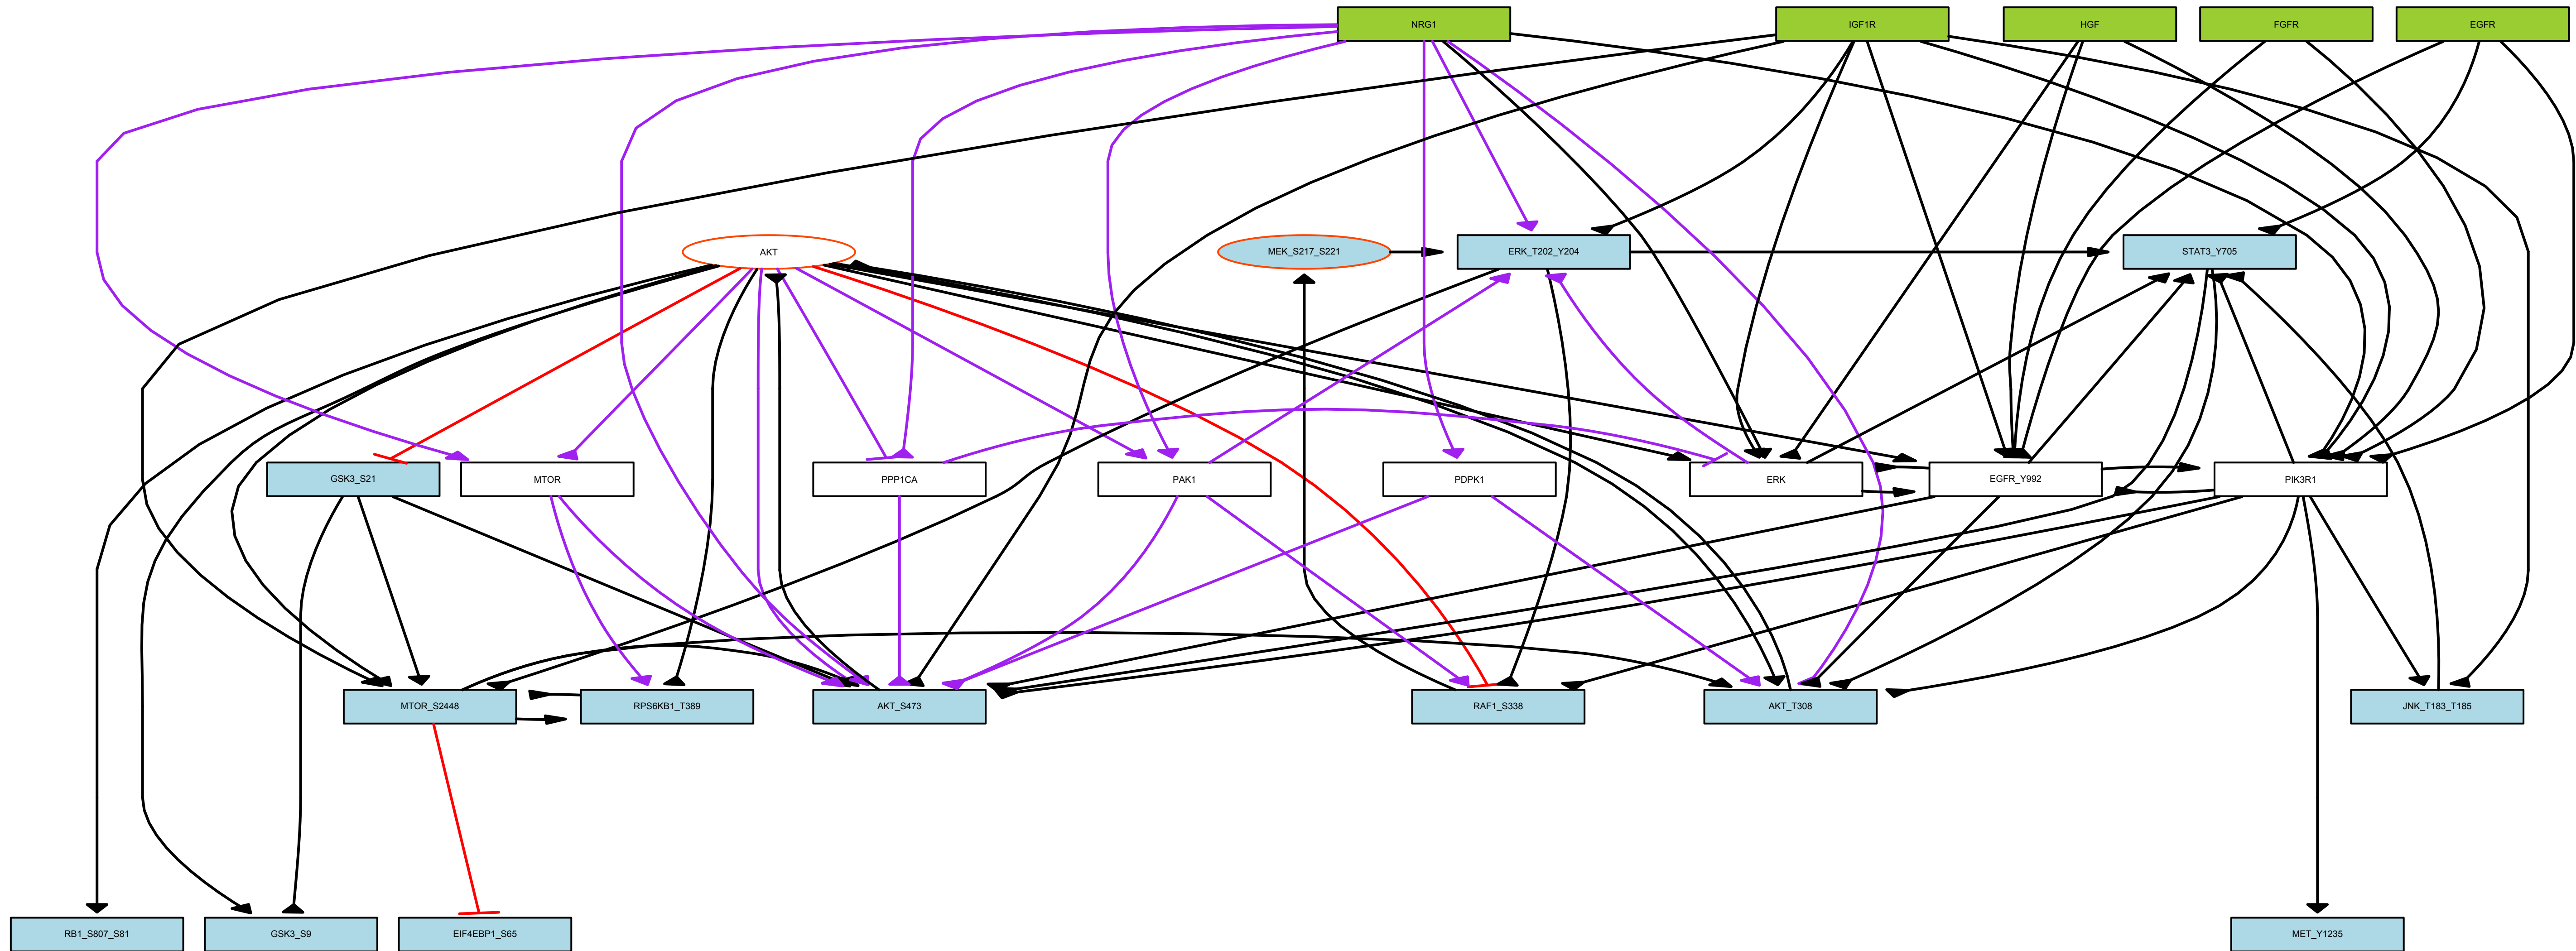 NRG1
IGF1R
HGF
FGFR
EGFR
AKT
MEK_S217_S221
ERK_T202_Y204
STAT3_Y705
GSK3_S21
MTOR
PPP1CA
PAK1
PDPK1
ERK
EGFR_Y992
PIK3R1
MTOR_S2448
RPS6KB1_T389
AKT_S473
RAF1_S338
AKT_T308
JNK_T183_T185
RB1_S807_S81
GSK3_S9
EIF4EBP1_S65
MET_Y1235